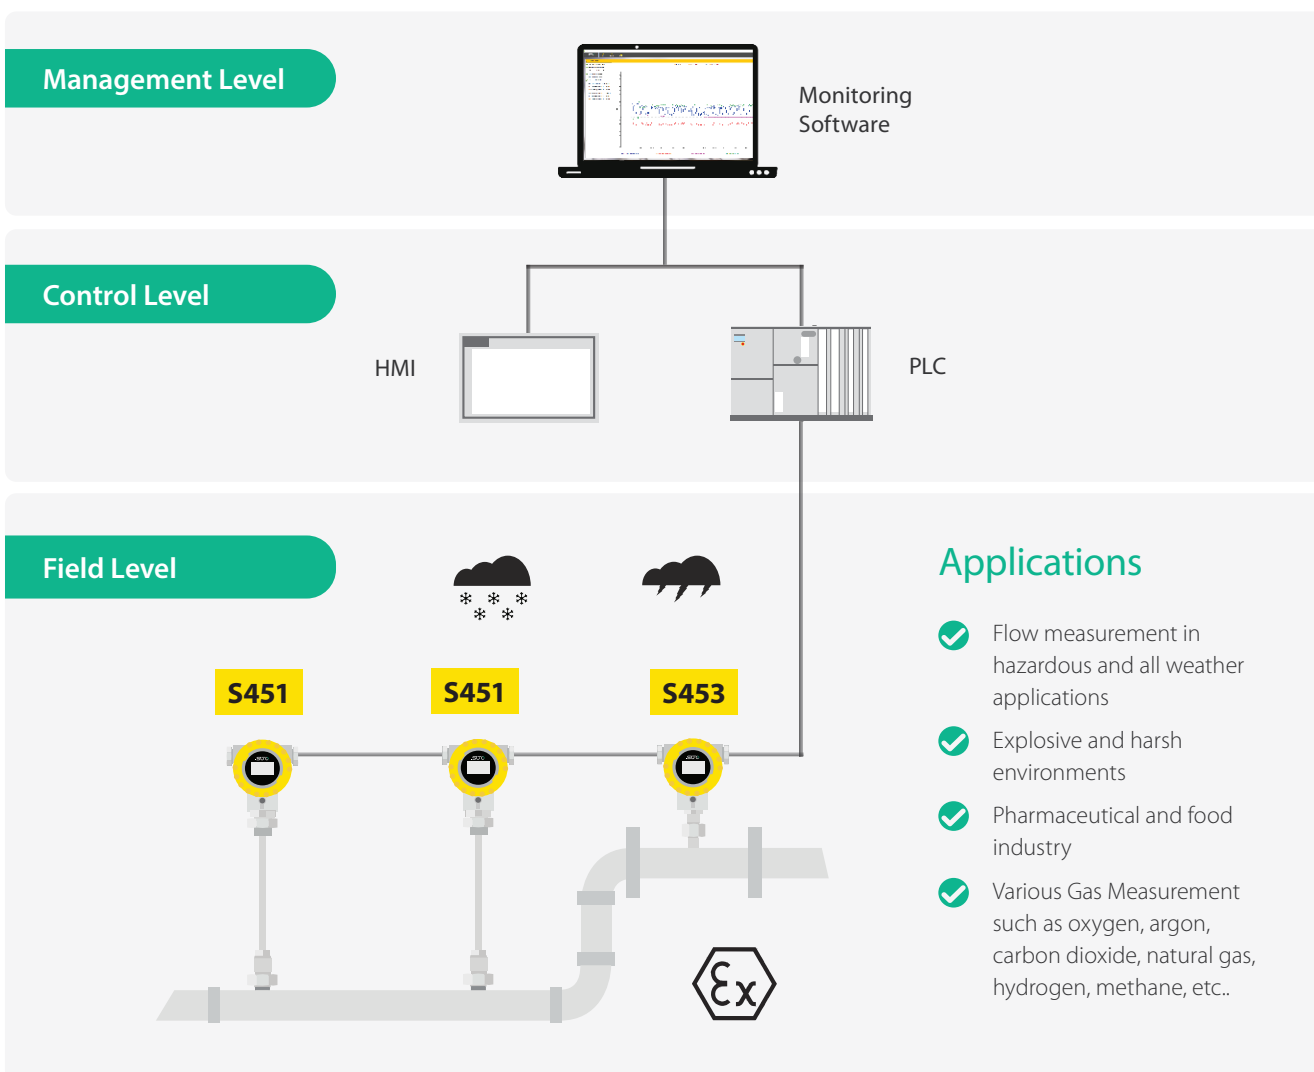 Management Level
Monitoring
Software
Control Level
HMI
PLC
Field Level
S451
S451
S453
Ex
Applications
Flow measurement in
hazardous and all weather
applications
Explosive and harsh
environments
Pharmaceutical and food
industry
Various Gas Measurement
such as oxygen, argon,
carbon dioxide, natural gas,
hydrogen, methane, etc..